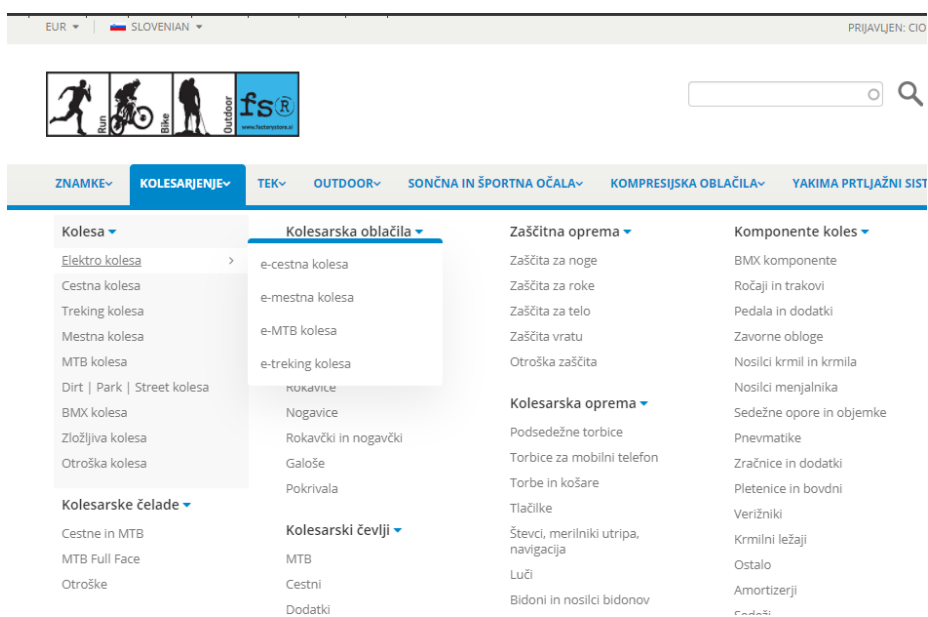 EUR
SLOVENIAN
PRIJAVLJEN: CIO
Run
Bike
Outdoor
fs®
www.factorystore.si
ZNAMKE
KOLESARJENJE
TEK
OUTDOOR
SONČNA IN ŠPORTNA OČALA
KOMPRESIJSKA OBLAČILA
YAKIMA PRTLJAŽNI SIST
Kolesa
Elektro kolesa
Cestna kolesa
Treking kolesa
Mestna kolesa
MTB kolesa
Dirt | Park | Street kolesa
BMX kolesa
Zložljiva kolesa
Otroška kolesa
Kolesarske čelade
Cestne in MTB
MTB Full Face
Otroške
e-cestna kolesa
e-mestna kolesa
e-MTB kolesa
e-treking kolesa
Kolesarska oblačila
Rokavice
Nogavice
Rokavčki in nogavčki
Galoše
Pokrivala
Kolesarski čevlji
MTB
Cestni
Dodatki
Zaščitna oprema
Zaščita za noge
Zaščita za roke
Zaščita za telo
Zaščita vratu
Otroška zaščita
Kolesarska oprema
Podsedežne torbice
Torbice za mobilni telefon
Torbe in košare
Tlačilke
Števci, merilniki utripa,
navigacija
Luči
Bidoni in nosilci bidonov
Komponente koles
BMX komponente
Ročaji in trakovi
Pedala in dodatki
Zavorne obloge
Nosilci krmil in krmila
Nosilci menjalnika
Sedežne opore in objemke
Pnevmatike
Zračnice in dodatki
Pletenice in bovdni
Verižniki
Krmilni ležaji
Ostalo
Amortizerji